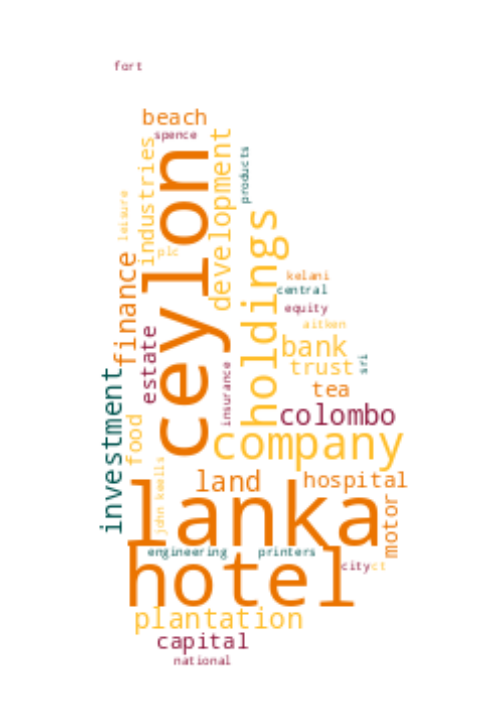 fort
beach
spence
industries
development
products
ceylon
leisure
plc
holdings
finance
kelani
central
equity
aitken
estate
bank
trust
sri
insurance
tea
investment
colombo
food
company
john keells
land
hospital
lanka
motor
engineering
printers
hotel
city
ct
plantation
capital
national